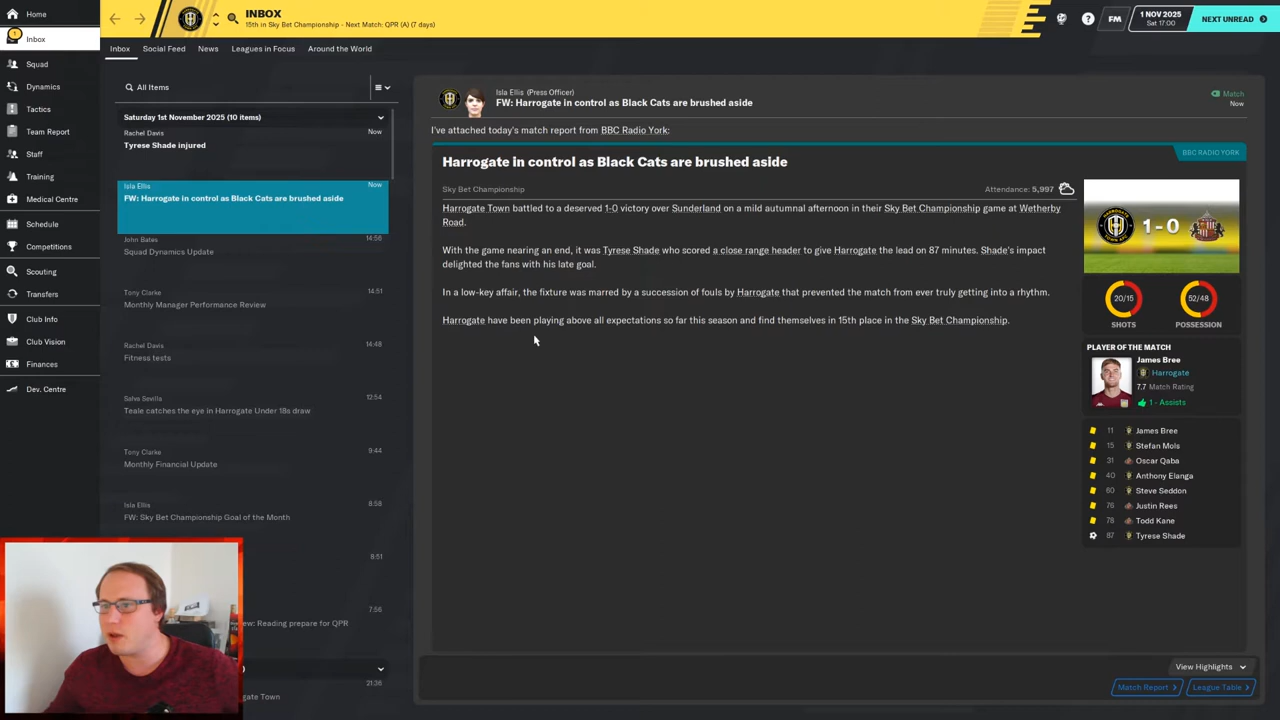 Home
Inbox
Squad
Dynamics
Tactics
Team Report
Staff
Training
Medical Centre
Schedule
Competitions
Scouting
Transfers
Club Info
Club Vision
Finances
Dev. Centre
INBOX
15th in Sky Bet Championship - Next Match: QPR (A) (7 days)
FM
1 NOV 2025
Sat 17:00
NEXT UNREAD
Inbox
Social Feed
News
Leagues in Focus
Around the World
All Items
Saturday 1st November 2025 (10 items)
Rachel Davis Now
Tyrese Shade injured
Isla Ellis Now
FW: Harrogate in control as Black Cats are brushed aside
John Bates 14:56
Squad Dynamics Update
Tony Clarke 14:51
Monthly Manager Performance Review
Rachel Davis 14:48
Fitness tests
Salva Sevilla 12:54
Teale catches the eye in Harrogate Under 18s draw
Tony Clarke 9:44
Monthly Financial Update
Isla Ellis 8:58
FW: Sky Bet Championship Goal of the Month
8:51
7:56
ew: Reading prepare for QPR
21:36
gate Town
Isla Ellis (Press Officer)
FW: Harrogate in control as Black Cats are brushed aside
Match
Now
I've attached today's match report from BBC Radio York:
BBC RADIO YORK
Harrogate in control as Black Cats are brushed aside
Sky Bet Championship
Attendance: 5,997
Harrogate Town battled to a deserved 1-0 victory over Sunderland on a mild autumnal afternoon in their Sky Bet Championship game at Wetherby
Road.
With the game nearing an end, it was Tyrese Shade who scored a close range header to give Harrogate the lead on 87 minutes. Shade's impact
delighted the fans with his late goal.
In a low-key affair, the fixture was marred by a succession of fouls by Harrogate that prevented the match from ever truly getting into a rhythm.
Harrogate have been playing above all expectations so far this season and find themselves in 15th place in the Sky Bet Championship.
1 - 0
20/15
SHOTS
52/48
POSSESSION
PLAYER OF THE MATCH
James Bree
Harrogate
7.7 Match Rating
1 - Assists
11 James Bree
15 Stefan Mols
31 Oscar Qaba
40 Anthony Elanga
60 Steve Seddon
76 Justin Rees
78 Todd Kane
87 Tyrese Shade
View Highlights
Match Report
League Table